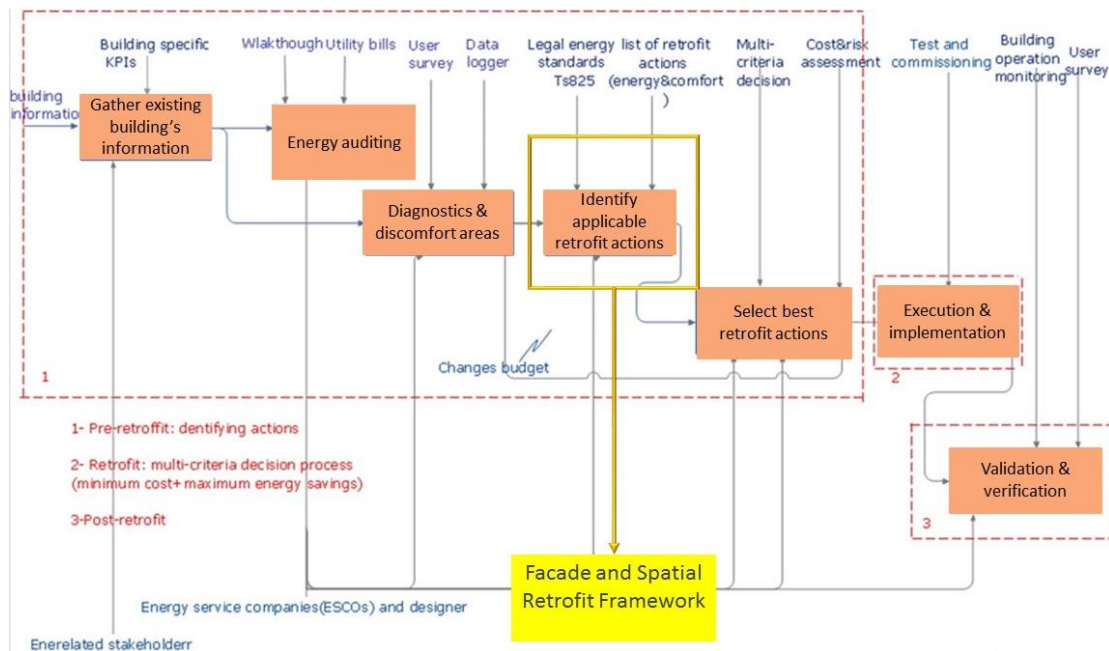 Building specific
KPIs
Wlakthough
Utility bills
User
survey
Data
logger
Legal energy
standards
Ts825
list of retrofit
actions
(energy&comfort
)
Multi-
criteria
decision
Cost&risk
assessment
Test and
commissioning
Building
operation
monitoring
User
survey
building
information
Gather existing
building's
information
Energy auditing
Diagnostics &
discomfort areas
Identify
applicable
retrofit actions
Select best
retrofit actions
Execution &
implementation
Changes budget
1
2
1- Pre-retroffit: dentifying actions
2- Retrofit: multi-criteria decision process
(minimum cost+ maximum energy savings)
3-Post-retrofit
Validation &
verification
3
Facade and Spatial
Retrofit Framework
Energy service companies(ESCOs) and designer
Enerelated stakeholderr